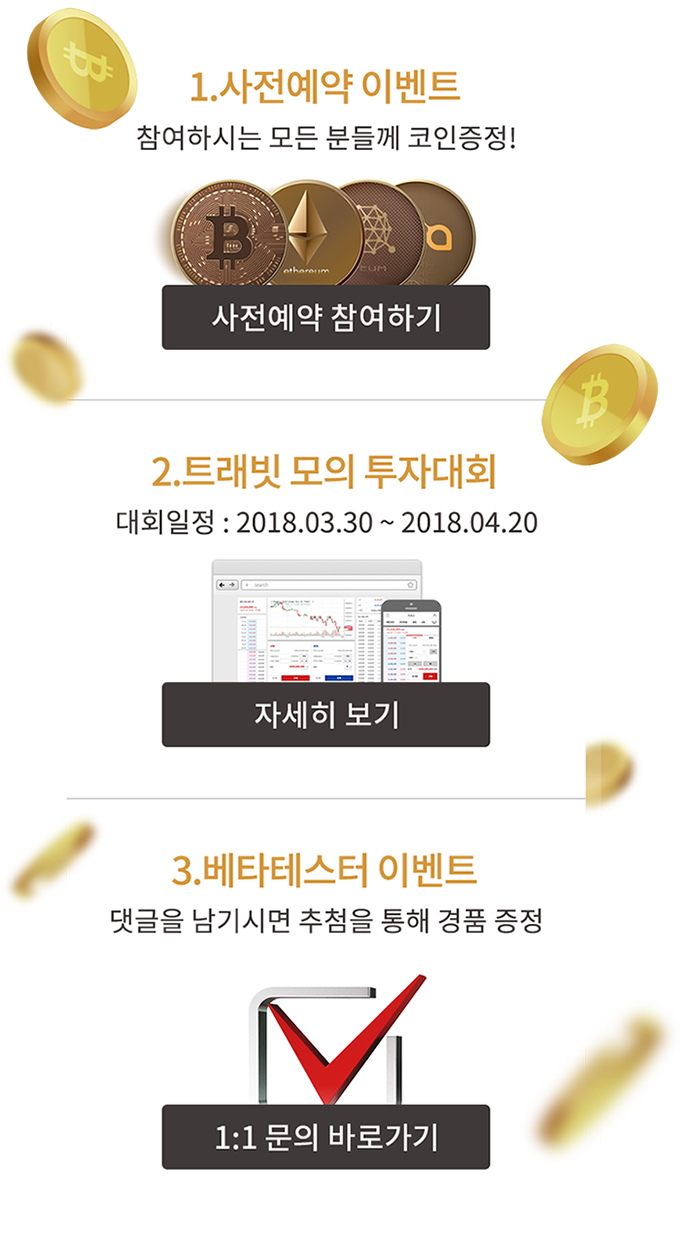 1.사전예약 이벤트
참여하시는 모든 분들께 코인증정!
ethereum
사전예약 참여하기
2.트래빗 모의 투자대회
대회일정 : 2018.03.30 ~ 2018.04.20
search
자세히 보기
3.베타테스터 이벤트
댓글을 남기시면 추첨을 통해 경품 증정
1:1 문의 바로가기